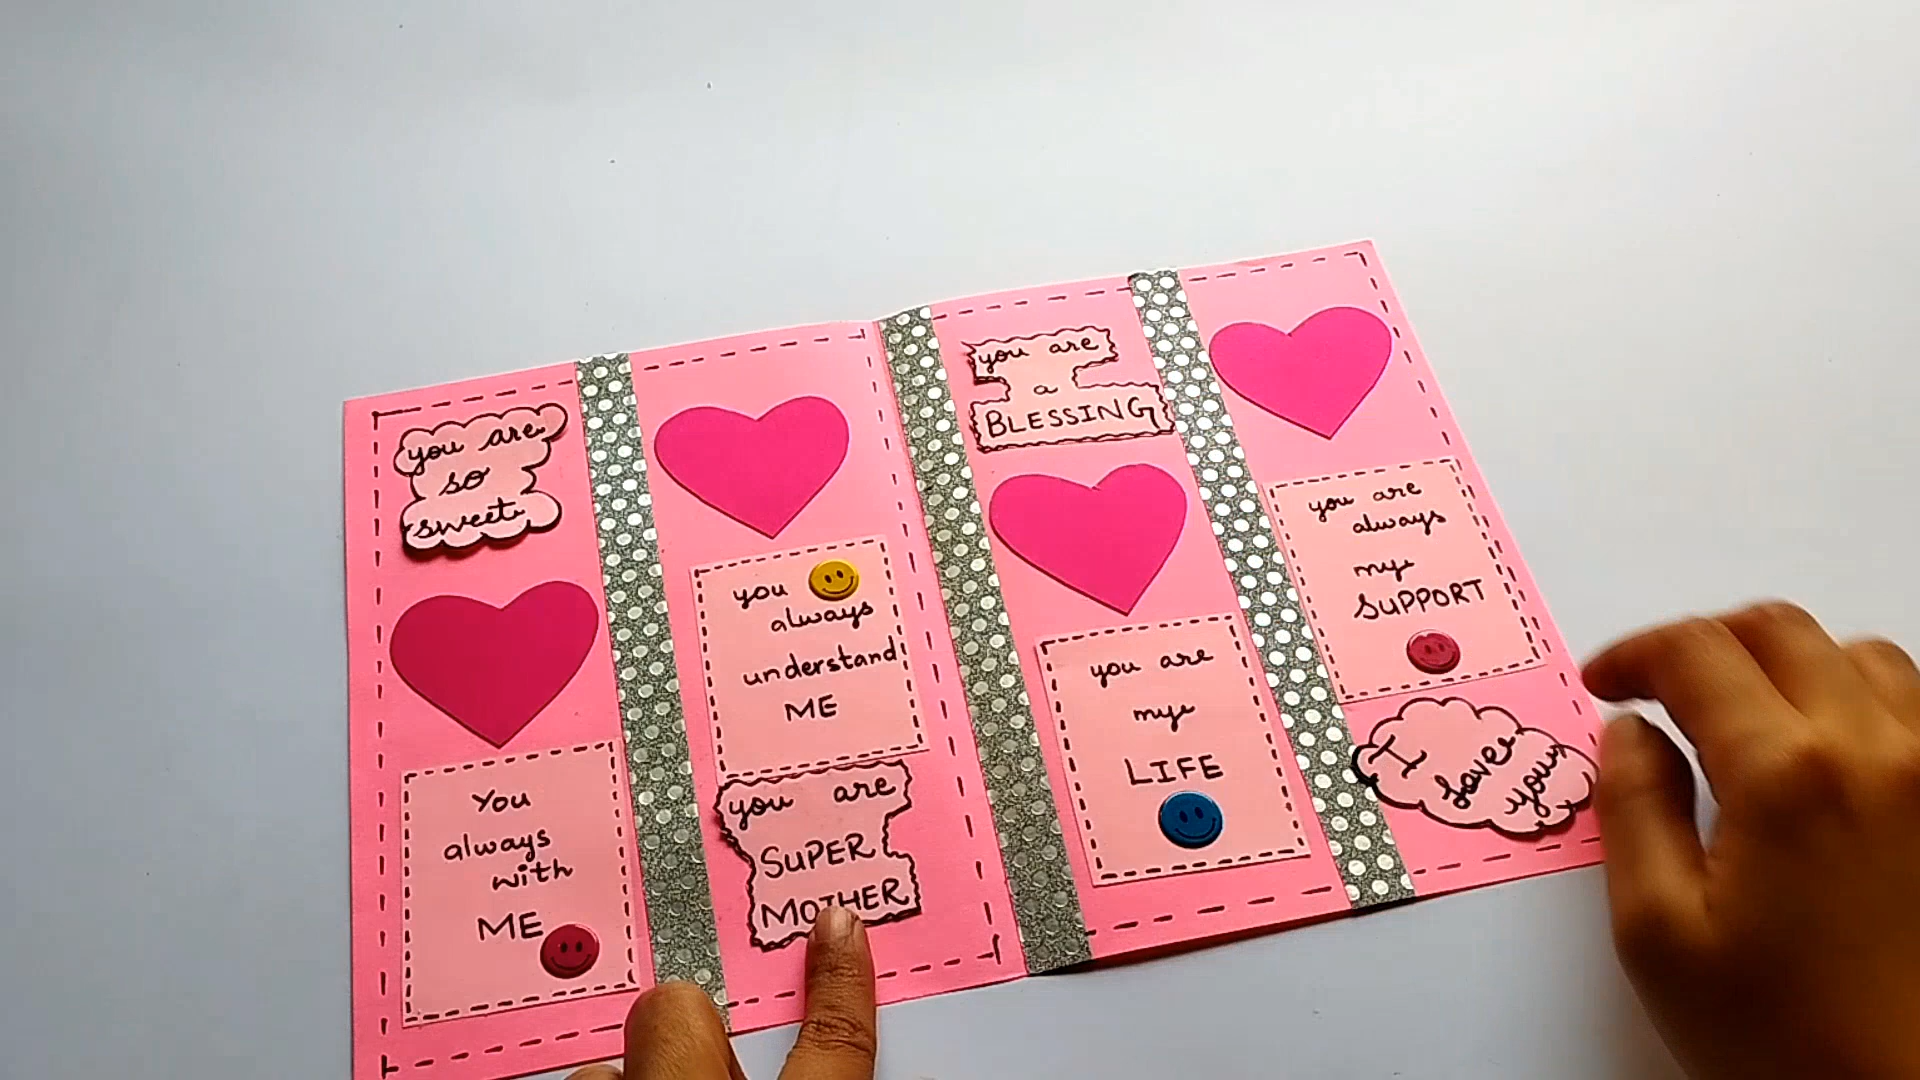 you are
so
sweet
You
always
with
ME
you
always
understand
ME
you are
SUPER
MOTHER
you are
a
BLESSING
you are
my
LIFE
you are
always
my
SUPPORT
I
Love
you